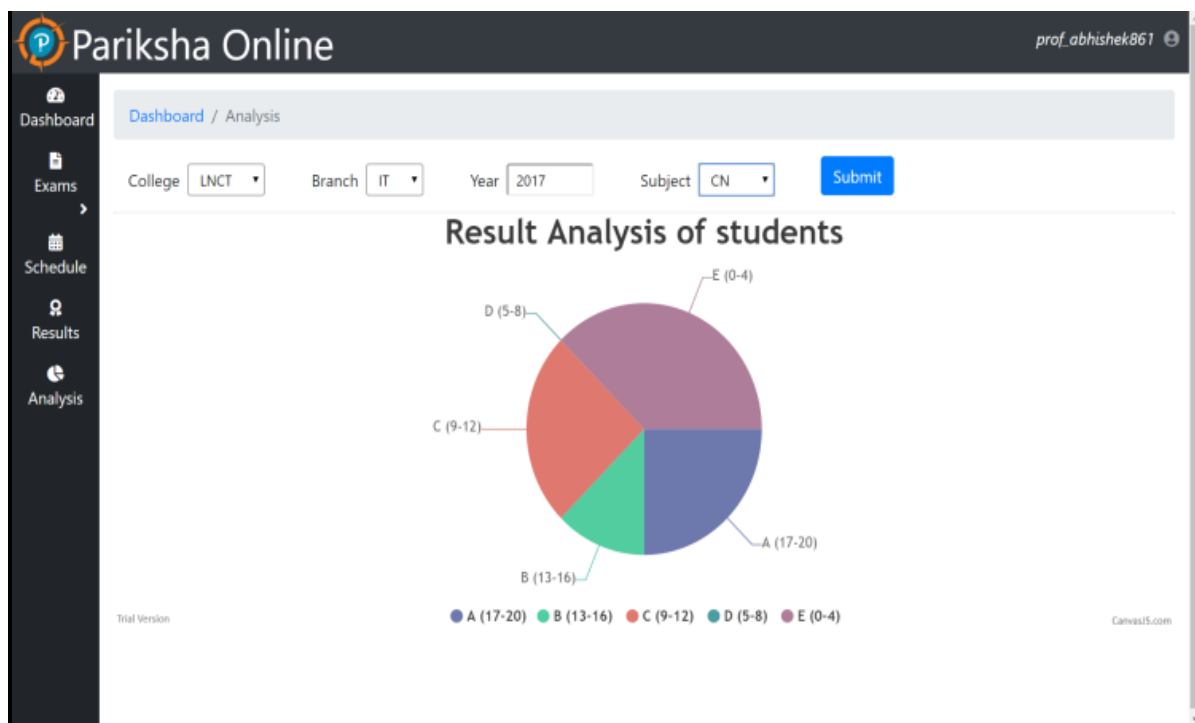 P Pariksha Online
prof_abhishek861
Dashboard
Exams
Schedule
Results
Analysis
Dashboard / Analysis
College LNCT Branch IT Year 2017 Subject CN Submit
Result Analysis of students
E (0-4)
D (5-8)
C (9-12)
A (17-20)
B (13-16)
A (17-20) B (13-16) C (9-12) D (5-8) E (0-4)
Trial Version
CanvasJS.com